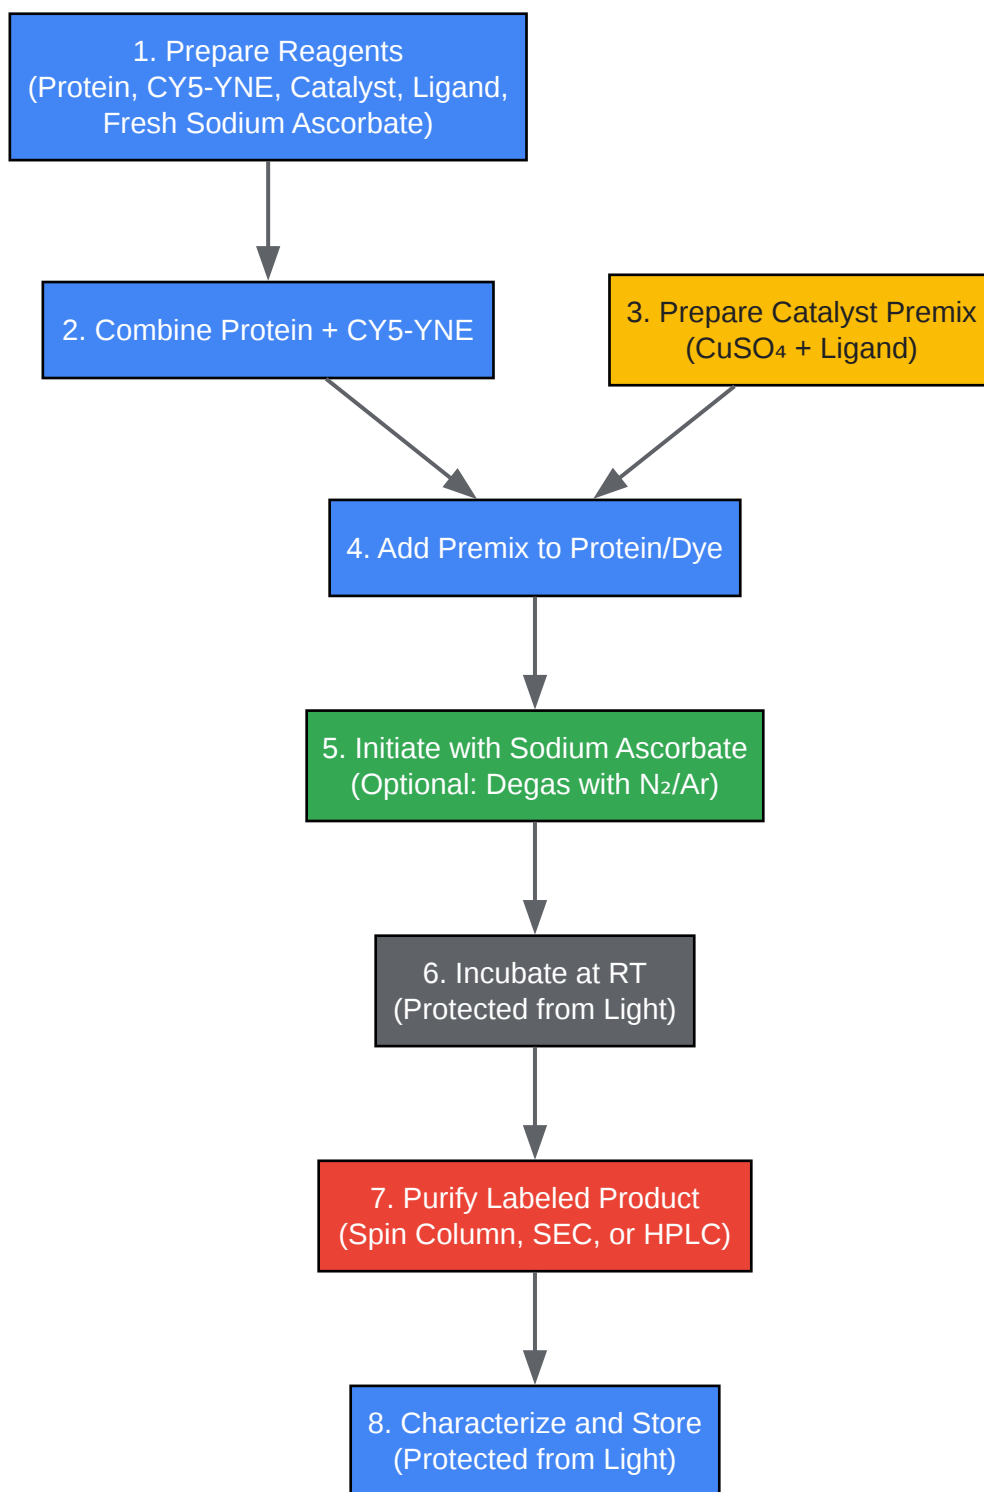 1. Prepare Reagents
(Protein, CY5-YNE, Catalyst, Ligand,
Fresh Sodium Ascorbate)
2. Combine Protein + CY5-YNE
3. Prepare Catalyst Premix
(CuSO₄ + Ligand)
4. Add Premix to Protein/Dye
5. Initiate with Sodium Ascorbate
(Optional: Degas with N₂/Ar)
6. Incubate at RT
(Protected from Light)
7. Purify Labeled Product
(Spin Column, SEC, or HPLC)
8. Characterize and Store
(Protected from Light)